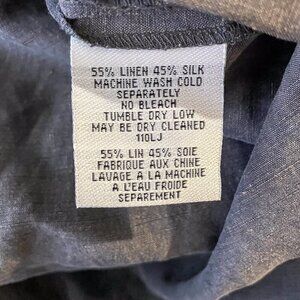 55% LINEN 45% SILK
MACHINE WASH COLD
SEPARATELY
NO BLEACH
TUMBLE DRY LOW
MAY BE DRY CLEANED
110LJ
55% LIN 45% SOIE
FABRIQUE AUX CHINE
LAVAGE A LA MACHINE
A L'EAU FROIDE
SEPAREMENT